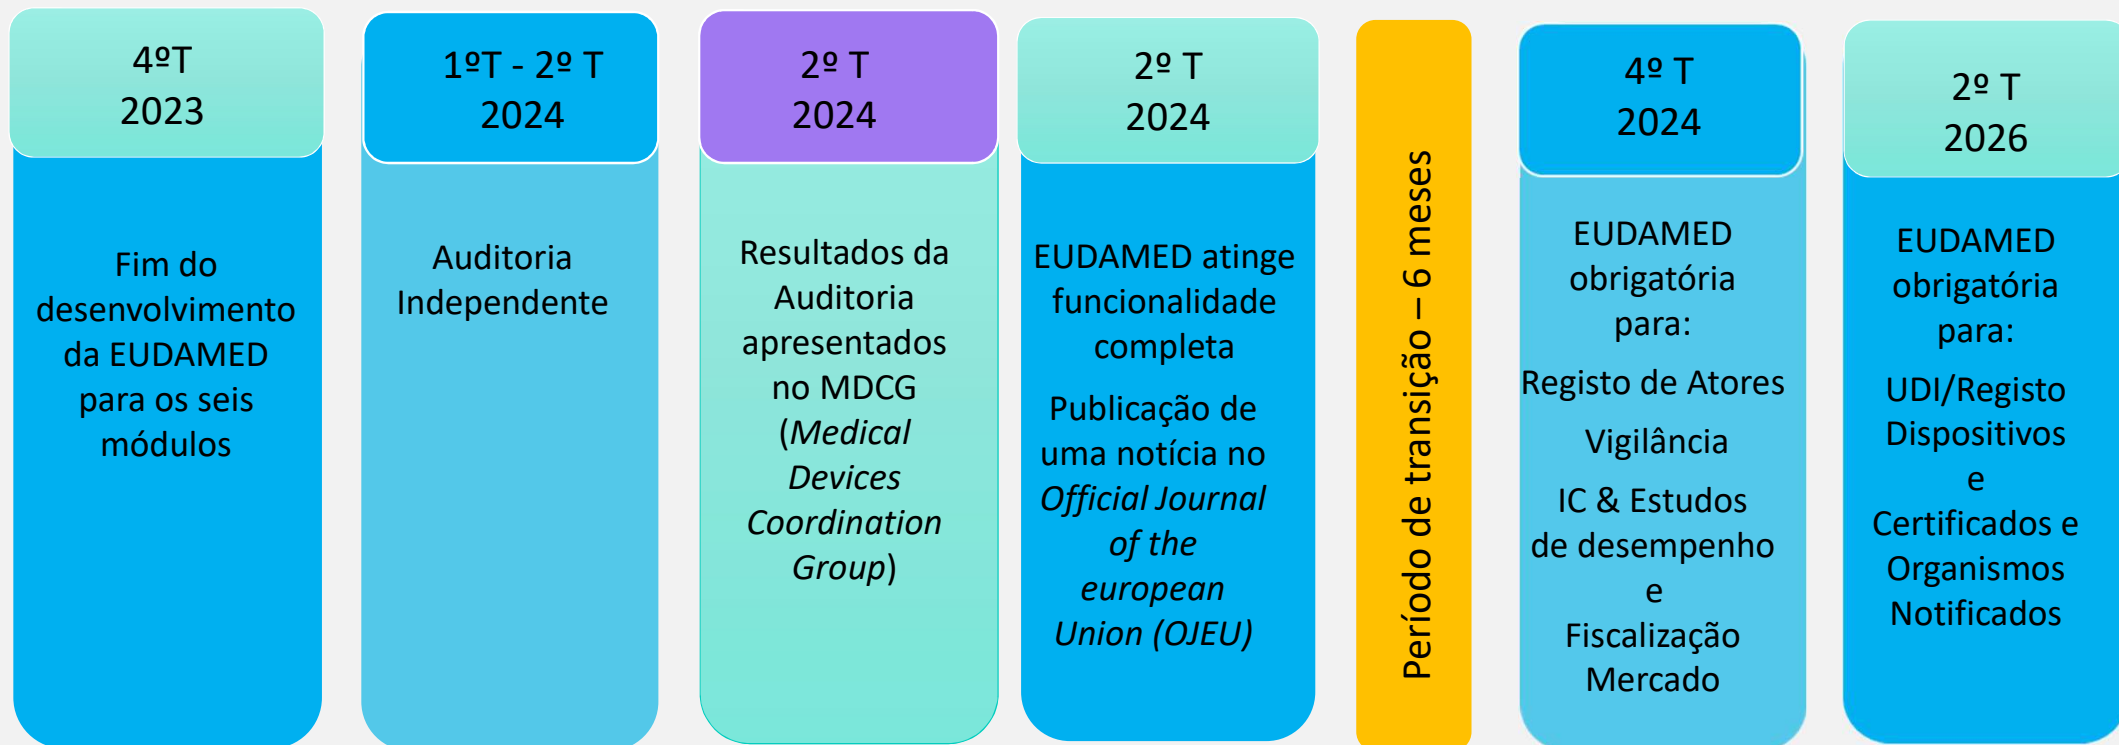 4ºT
2023
Fim do
desenvolvimento
da EUDAMED
para os seis
módulos
1ºT - 2º T
2024
Auditoria
Independente
2º T
2024
Resultados da
Auditoria
apresentados
no MDCG
(Medical
Devices
Coordination
Group)
2º T
2024
EUDAMED atinge
funcionalidade
completa
Publicação de
uma notícia no
Official Journal
of the
european
Union (OJEU)
Período de transição – 6 meses
4º T
2024
EUDAMED
obrigatória
para:
Registo de Atores
Vigilância
IC & Estudos
de desempenho
e
Fiscalização
Mercado
2º T
2026
EUDAMED
obrigatória
para:
UDI/Registo
Dispositivos
e
Certificados e
Organismos
Notificados